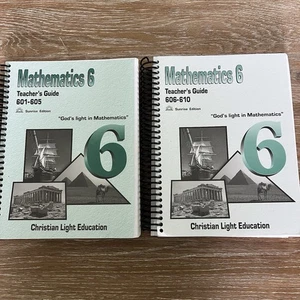 Mathematics 6
Teacher's Guide
601-605
Sunrise Edition
"God's light in Mathematics"
6
Christian Light Education
Mathematics 6
Teacher's Guide
606-610
Sunrise Edition
"God's light in Mathematics"
6
Christian Light Education